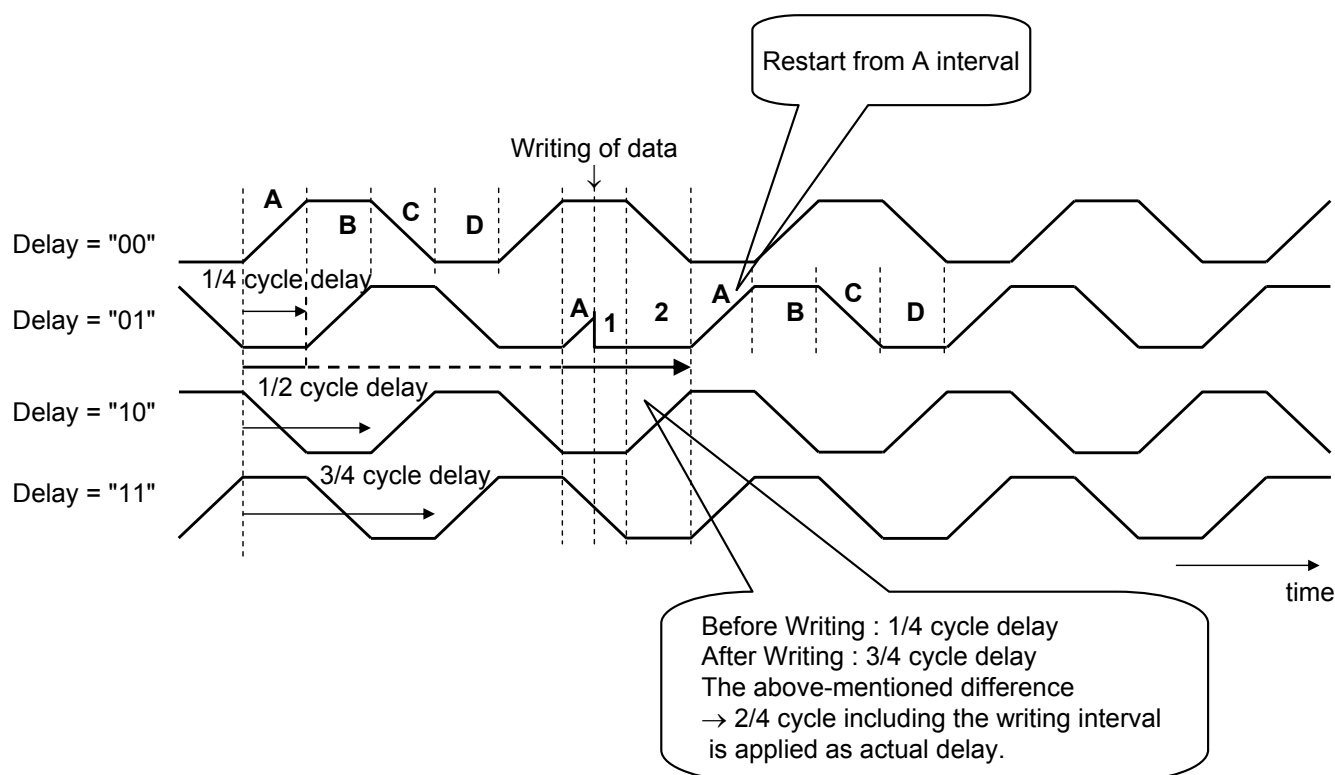 Restart from A interval
Writing of data
↓
A
B
C
D
Delay = "00"
1/4 cycle delay
Delay = "01"
A
1
2
A
B
C
D
1/2 cycle delay
Delay = "10"
3/4 cycle delay
Delay = "11"
time
Before Writing : 1/4 cycle delay
After Writing : 3/4 cycle delay
The above-mentioned difference
→ 2/4 cycle including the writing interval
is applied as actual delay.